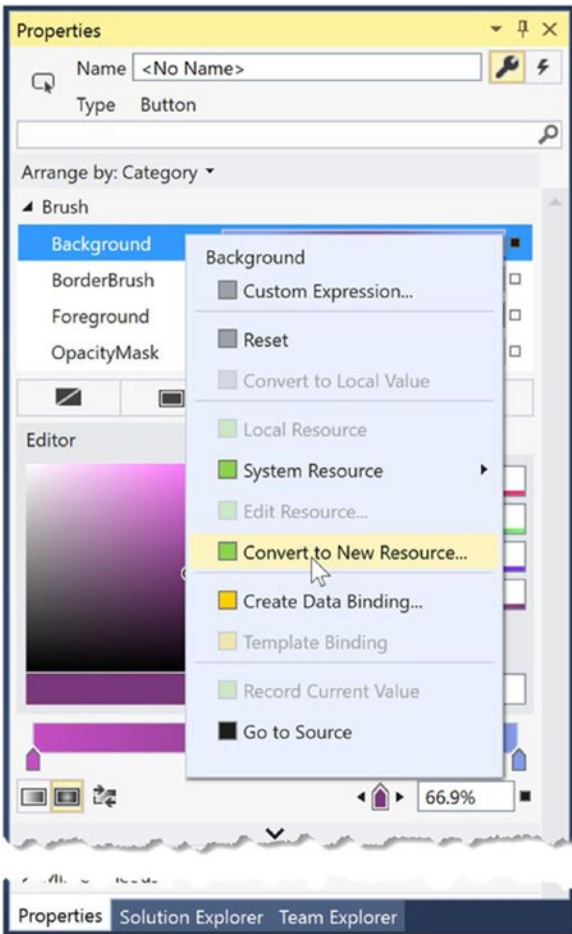 Properties
Name <No Name>
Type Button
Arrange by: Category
Brush
Background
BorderBrush
Foreground
OpacityMask
Editor
Background
Custom Expression...
Reset
Convert to Local Value
Local Resource
System Resource
Edit Resource...
Convert to New Resource...
Create Data Binding...
Template Binding
Record Current Value
Go to Source
66.9%
Properties Solution Explorer Team Explorer